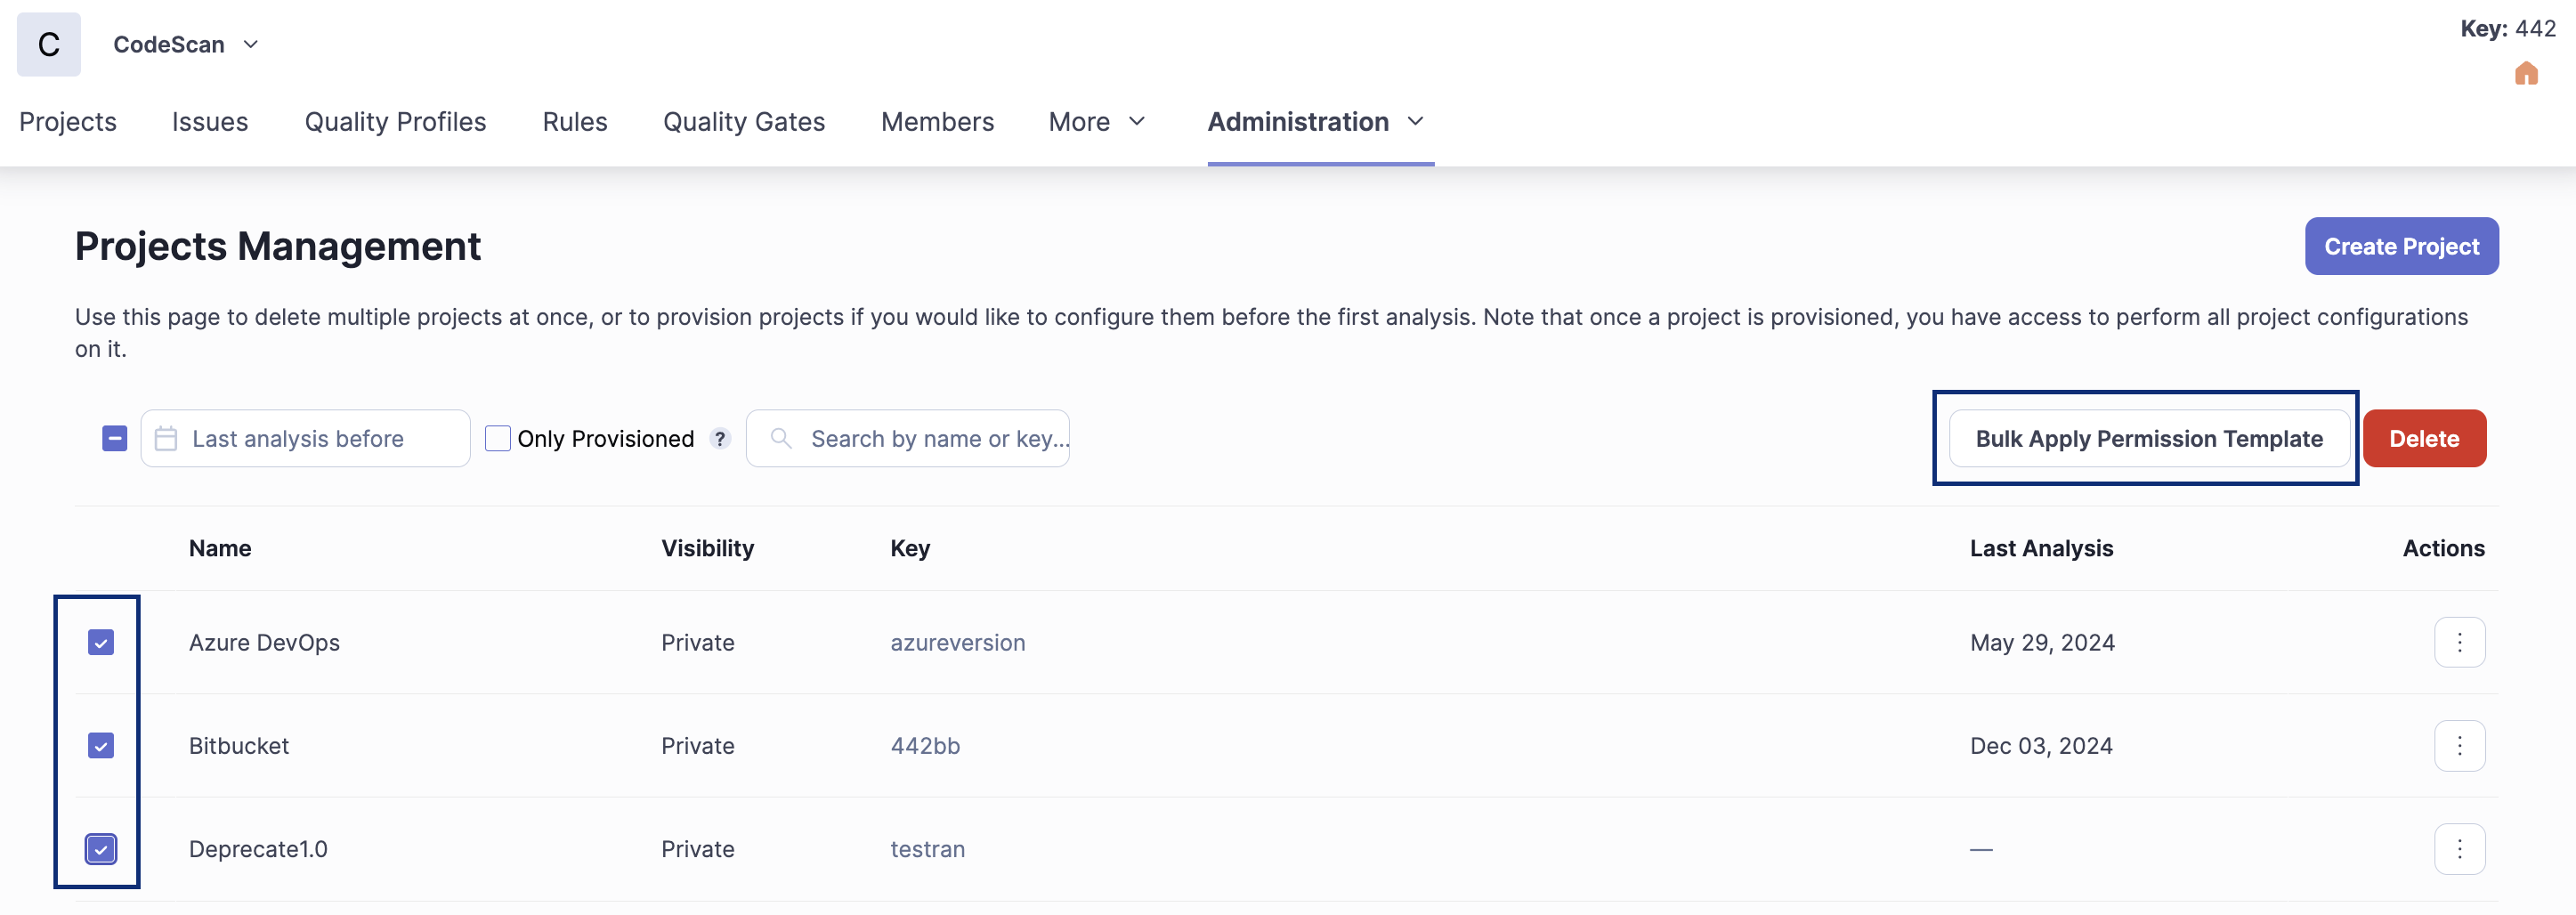 C
CodeScan
Key: 442
Projects Issues Quality Profiles Rules Quality Gates Members More Administration
Projects Management
Create Project
Use this page to delete multiple projects at once, or to provision projects if you would like to configure them before the first analysis. Note that once a project is provisioned, you have access to perform all project configurations
on it.
Last analysis before Only Provisioned ? Search by name or key... Bulk Apply Permission Template Delete
Name Visibility Key Last Analysis Actions
Azure DevOps Private azureversion May 29, 2024
Bitbucket Private 442bb Dec 03, 2024
Deprecate1.0 Private testran —